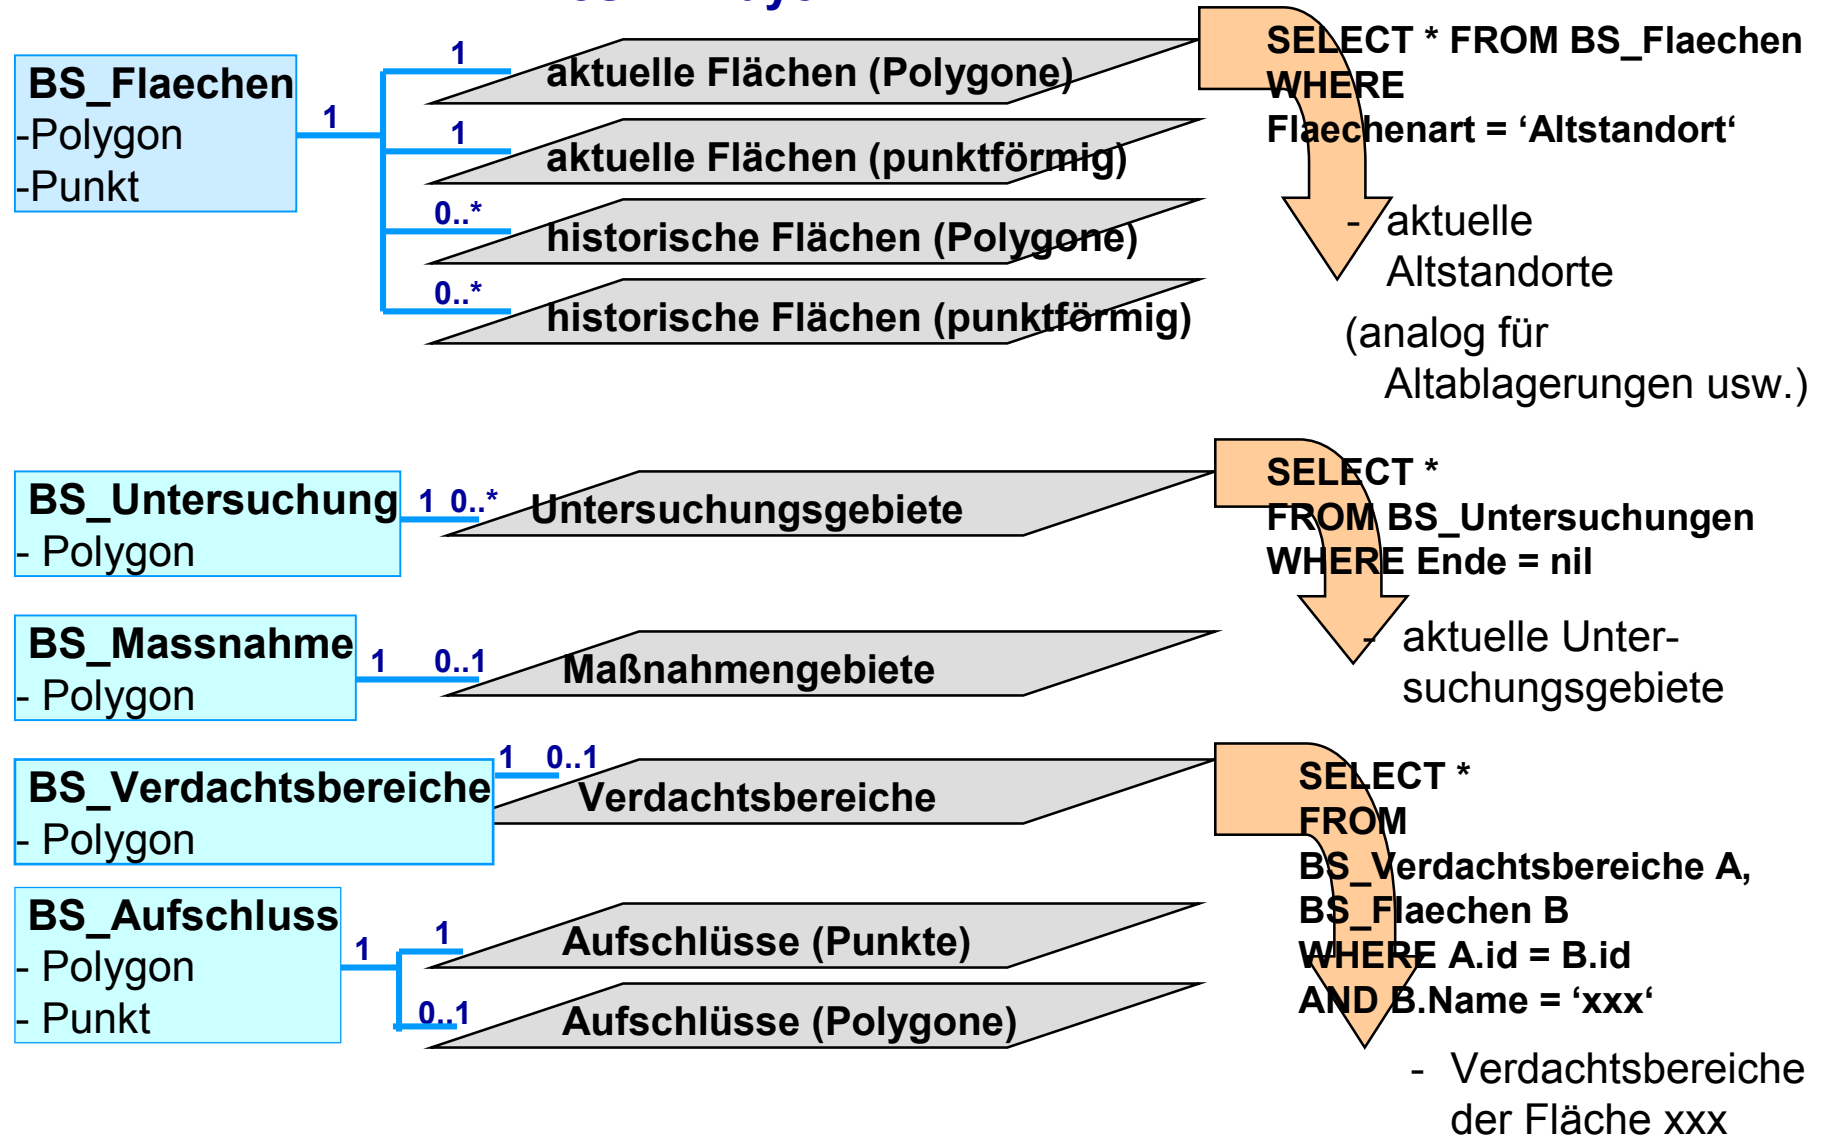 BS_Flaechen
-Polygon
-Punkt
1
1
aktuelle Flächen (Polygone)
1
aktuelle Flächen (punktförmig)
0..*
historische Flächen (Polygone)
0..*
historische Flächen (punktförmig)
SELECT * FROM BS_Flaechen
WHERE
Flaechenart = ‘Altstandort‘
- aktuelle
Altstandorte
(analog für
Altablagerungen usw.)
BS_Untersuchung
- Polygon
1 0..*
Untersuchungsgebiete
SELECT *
FROM BS_Untersuchungen
WHERE Ende = nil
- aktuelle Unter-
suchungsgebiete
BS_Massnahme
- Polygon
1 0..1
Maßnahmengebiete
BS_Verdachtsbereiche
- Polygon
1 0..1
Verdachtsbereiche
SELECT *
FROM
BS_Verdachtsbereiche A,
BS_Flaechen B
WHERE A.id = B.id
AND B.Name = ‘xxx‘
- Verdachtsbereiche
der Fläche xxx
BS_Aufschluss
- Polygon
- Punkt
1
1
Aufschlüsse (Punkte)
0..1
Aufschlüsse (Polygone)